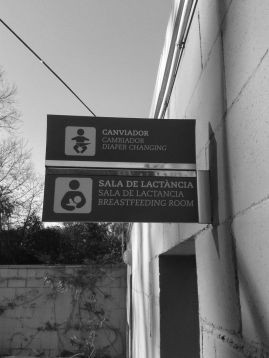 CANVIADOR
CAMBIADOR
DIAPER CHANGING
SALA DE LACTÀNCIA
SALA DE LACTANCIA
BREASTFEEDING ROOM